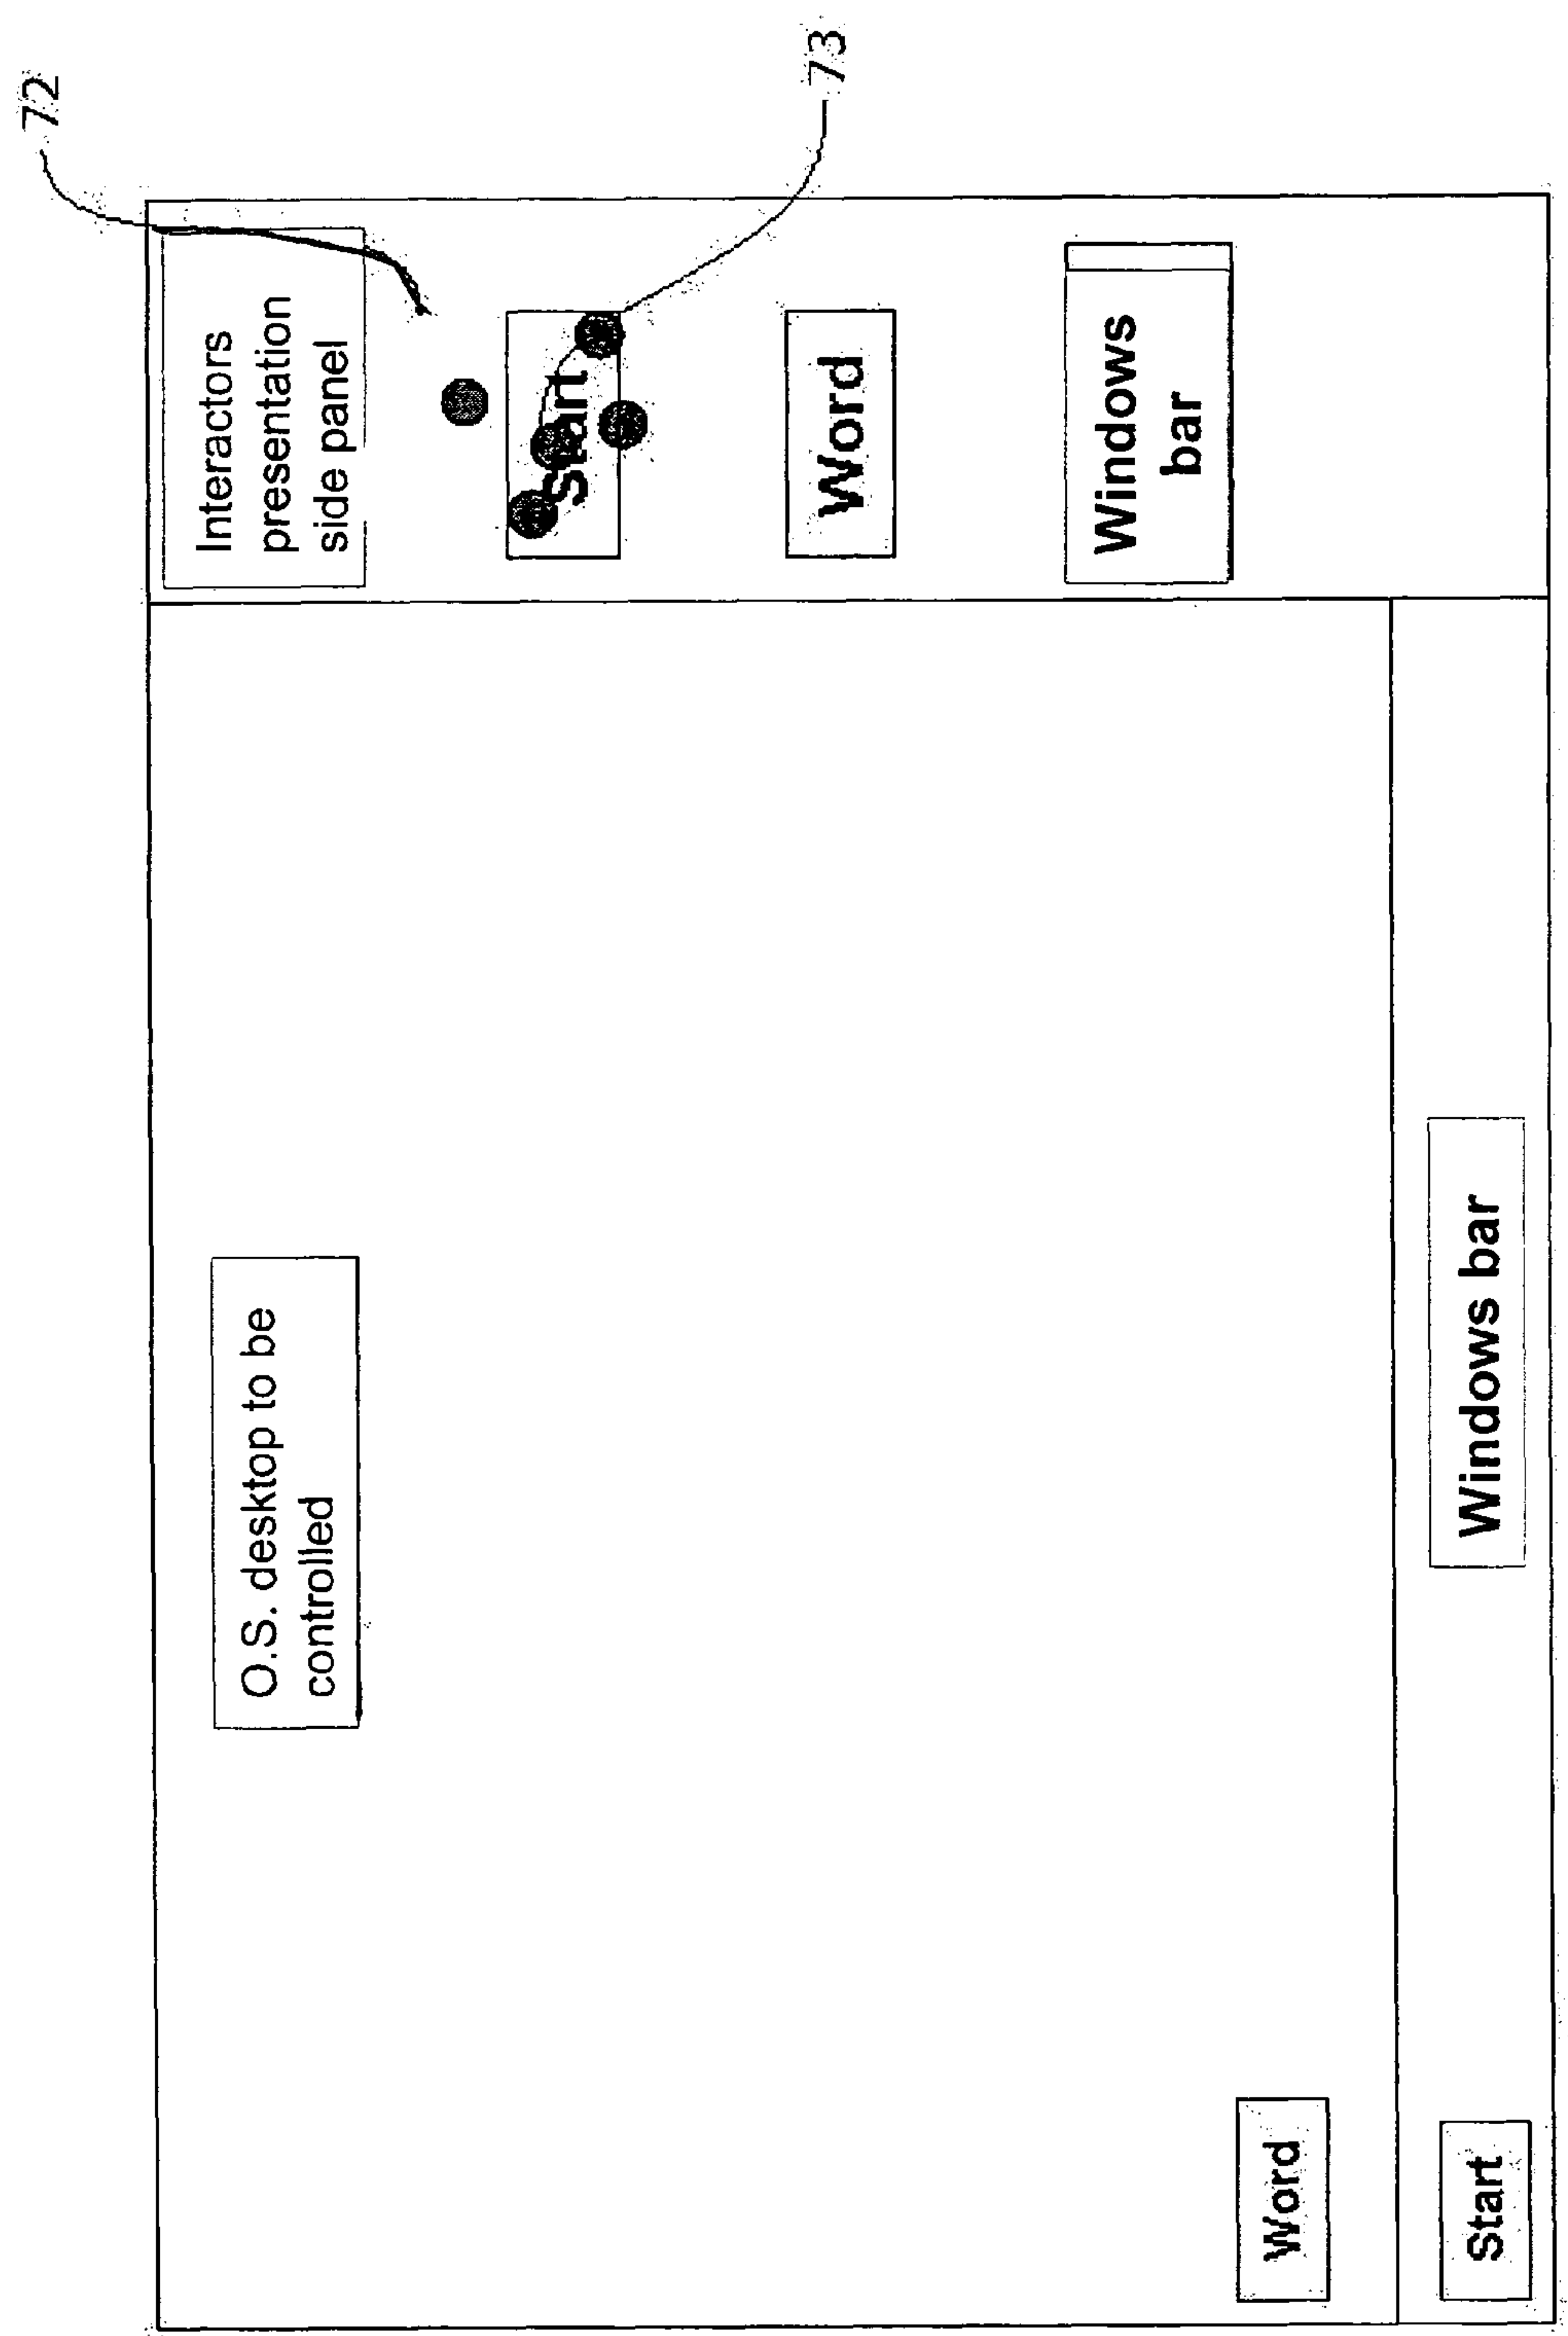 72
73
O.S. desktop to be
controlled
Interactors
presentation
side panel
Start
Word
Windows
bar
Word
Start
Windows bar